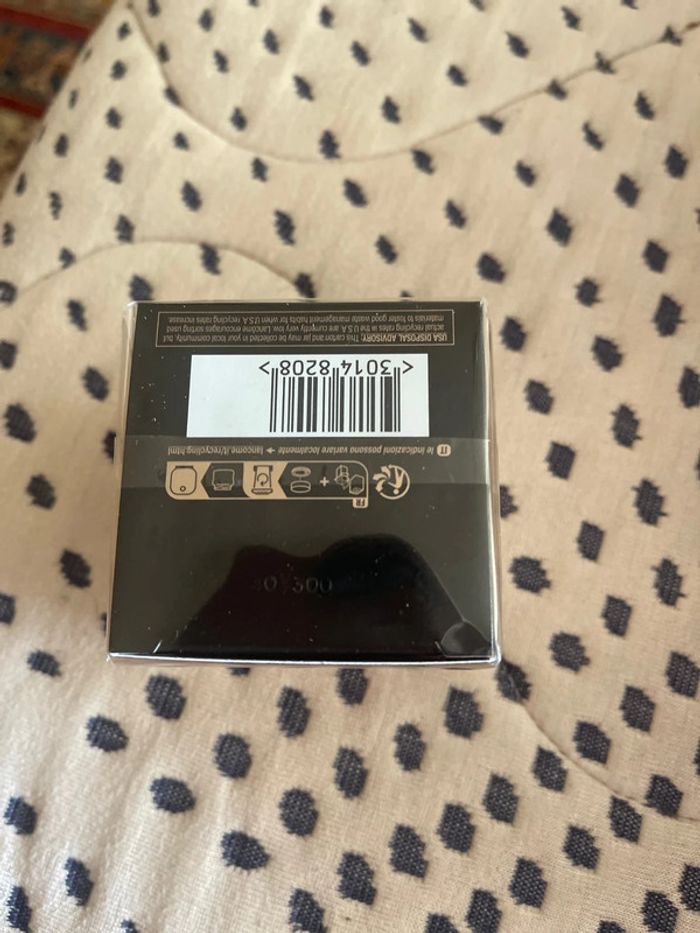 FR
+
IT le indicazioni possono variare localmente → lancome.it/recycling.html
<3014 8208>
USA DISPOSAL ADVISORY: This carton and jar may be collected in your local community, but
actual recycling rates in the U.S.A. are currently very low. Lancôme encourages sorting used
materials to foster good waste management habits for when U.S.A. recycling rates increase.